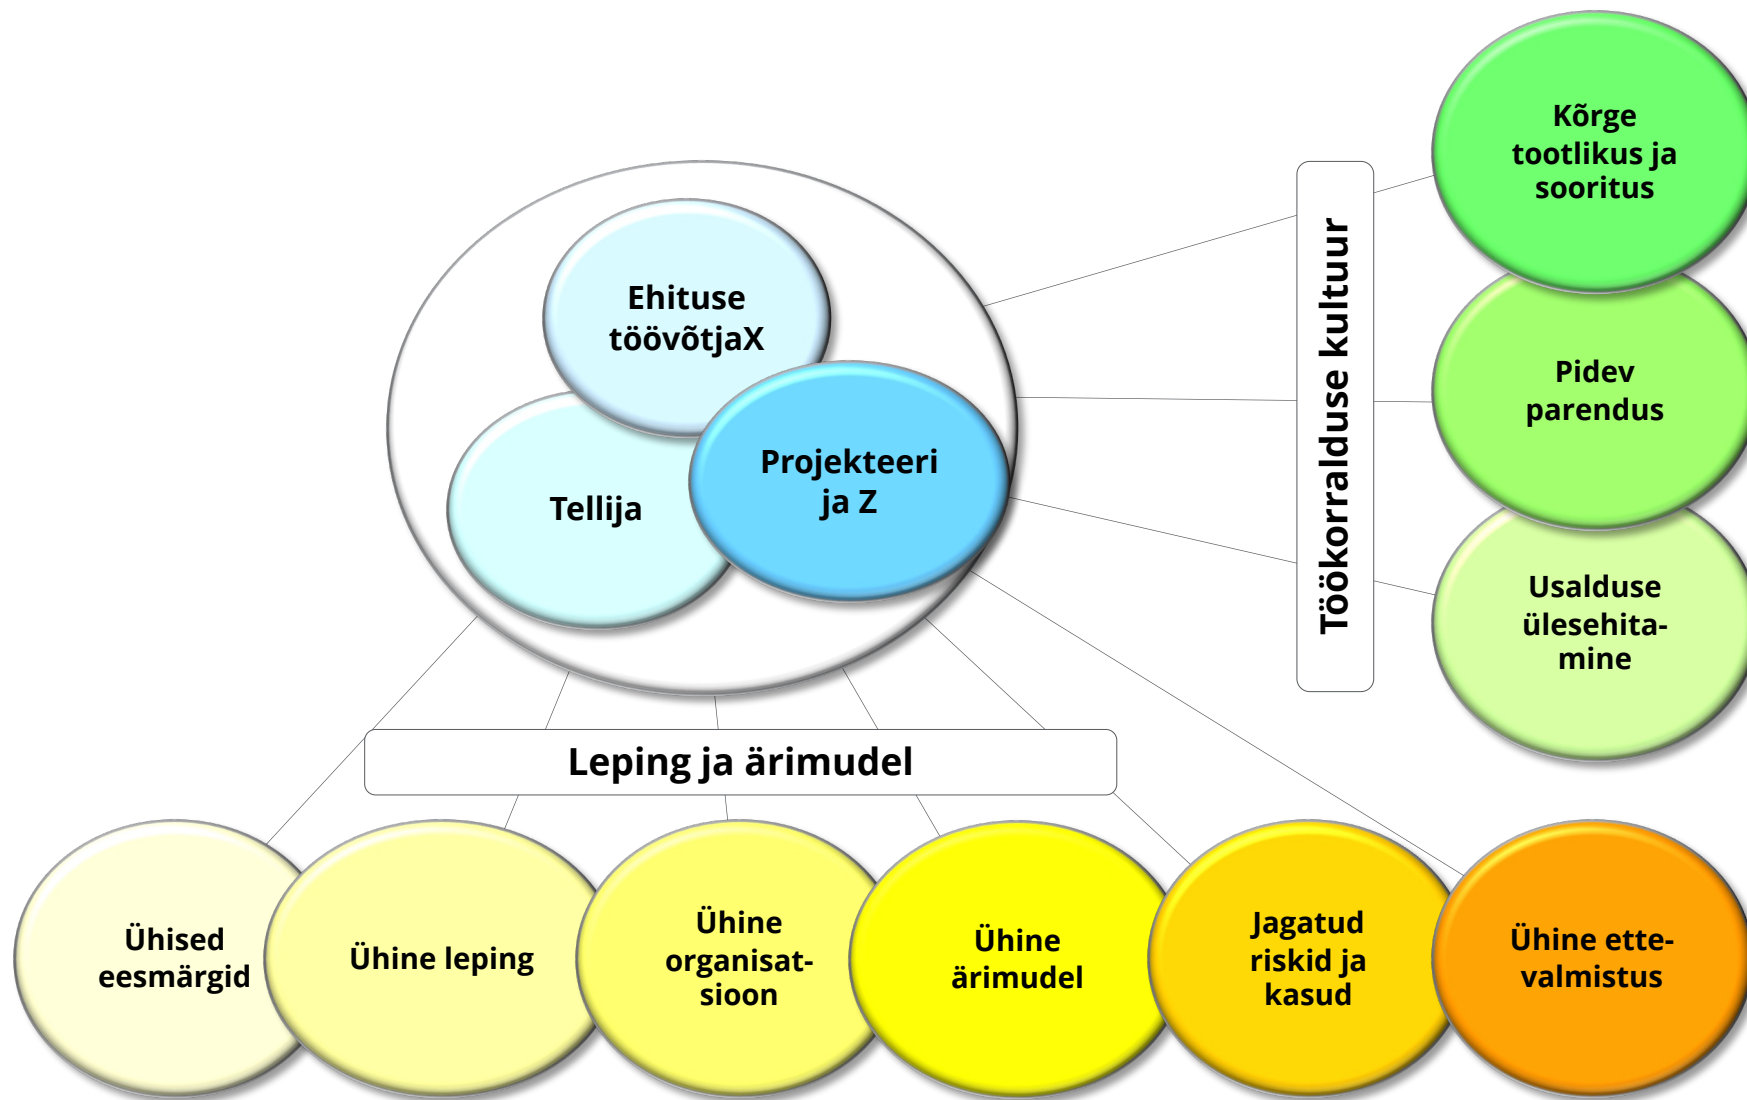 Kõrge
tootlikus ja
sooritus
Ehituse
töövõtjaX
Projekteeri
ja Z
Tellija
Töökorralduse kultuur
Pidev
parendus
Usalduse
ülesehita-
mine
Leping ja ärimudel
Ühised
eesmärgid
Ühine leping
Ühine
organisat-
sioon
Ühine
ärimudel
Jagatud
riskid ja
kasud
Ühine ette-
valmistus